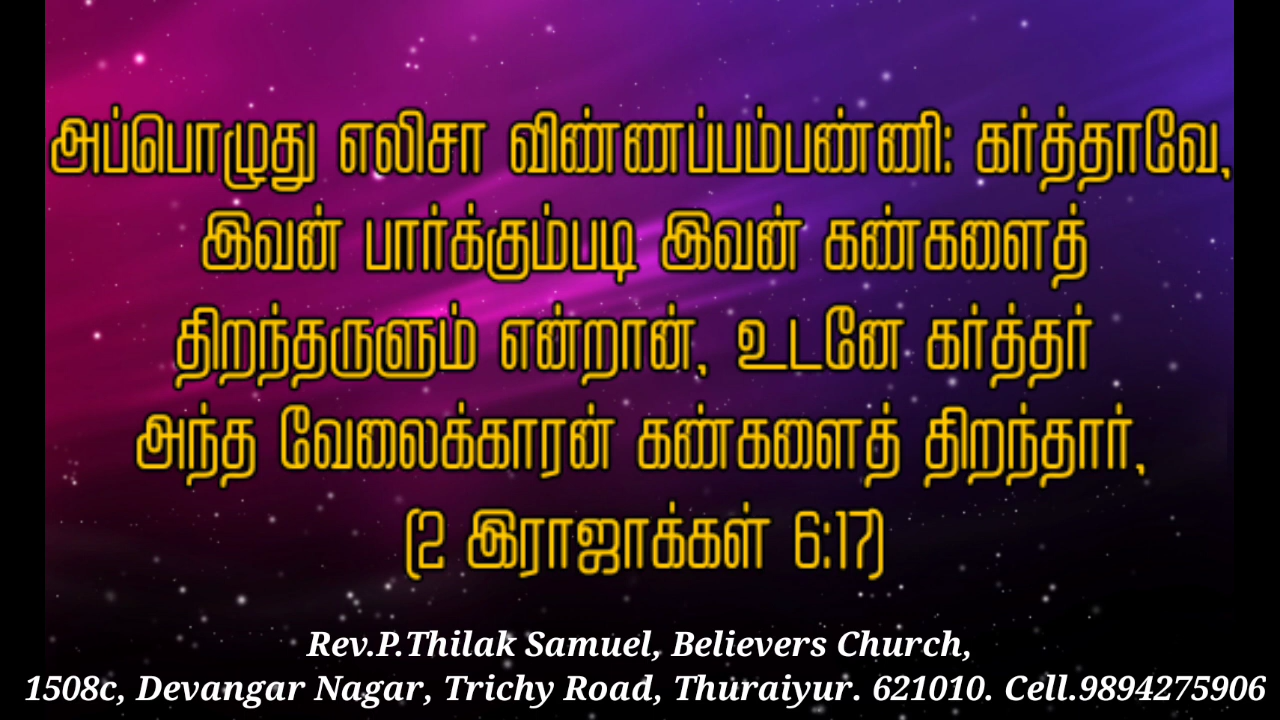 அப்பொழுது எலிசா விண்ணப்பம்பண்ணி: கர்த்தாவே,
இவன் பார்க்கும்படி இவன் கண்களைத்
திறந்தருளும் என்றான், உடனே கர்த்தர்
அந்த வேலைக்காரன் கண்களைத் திறந்தார்,
(2 இராஜாக்கள் 6:17)
Rev.P.Thilak Samuel, Believers Church,
1508c, Devangar Nagar, Trichy Road, Thuraiyur. 621010. Cell.9894275906